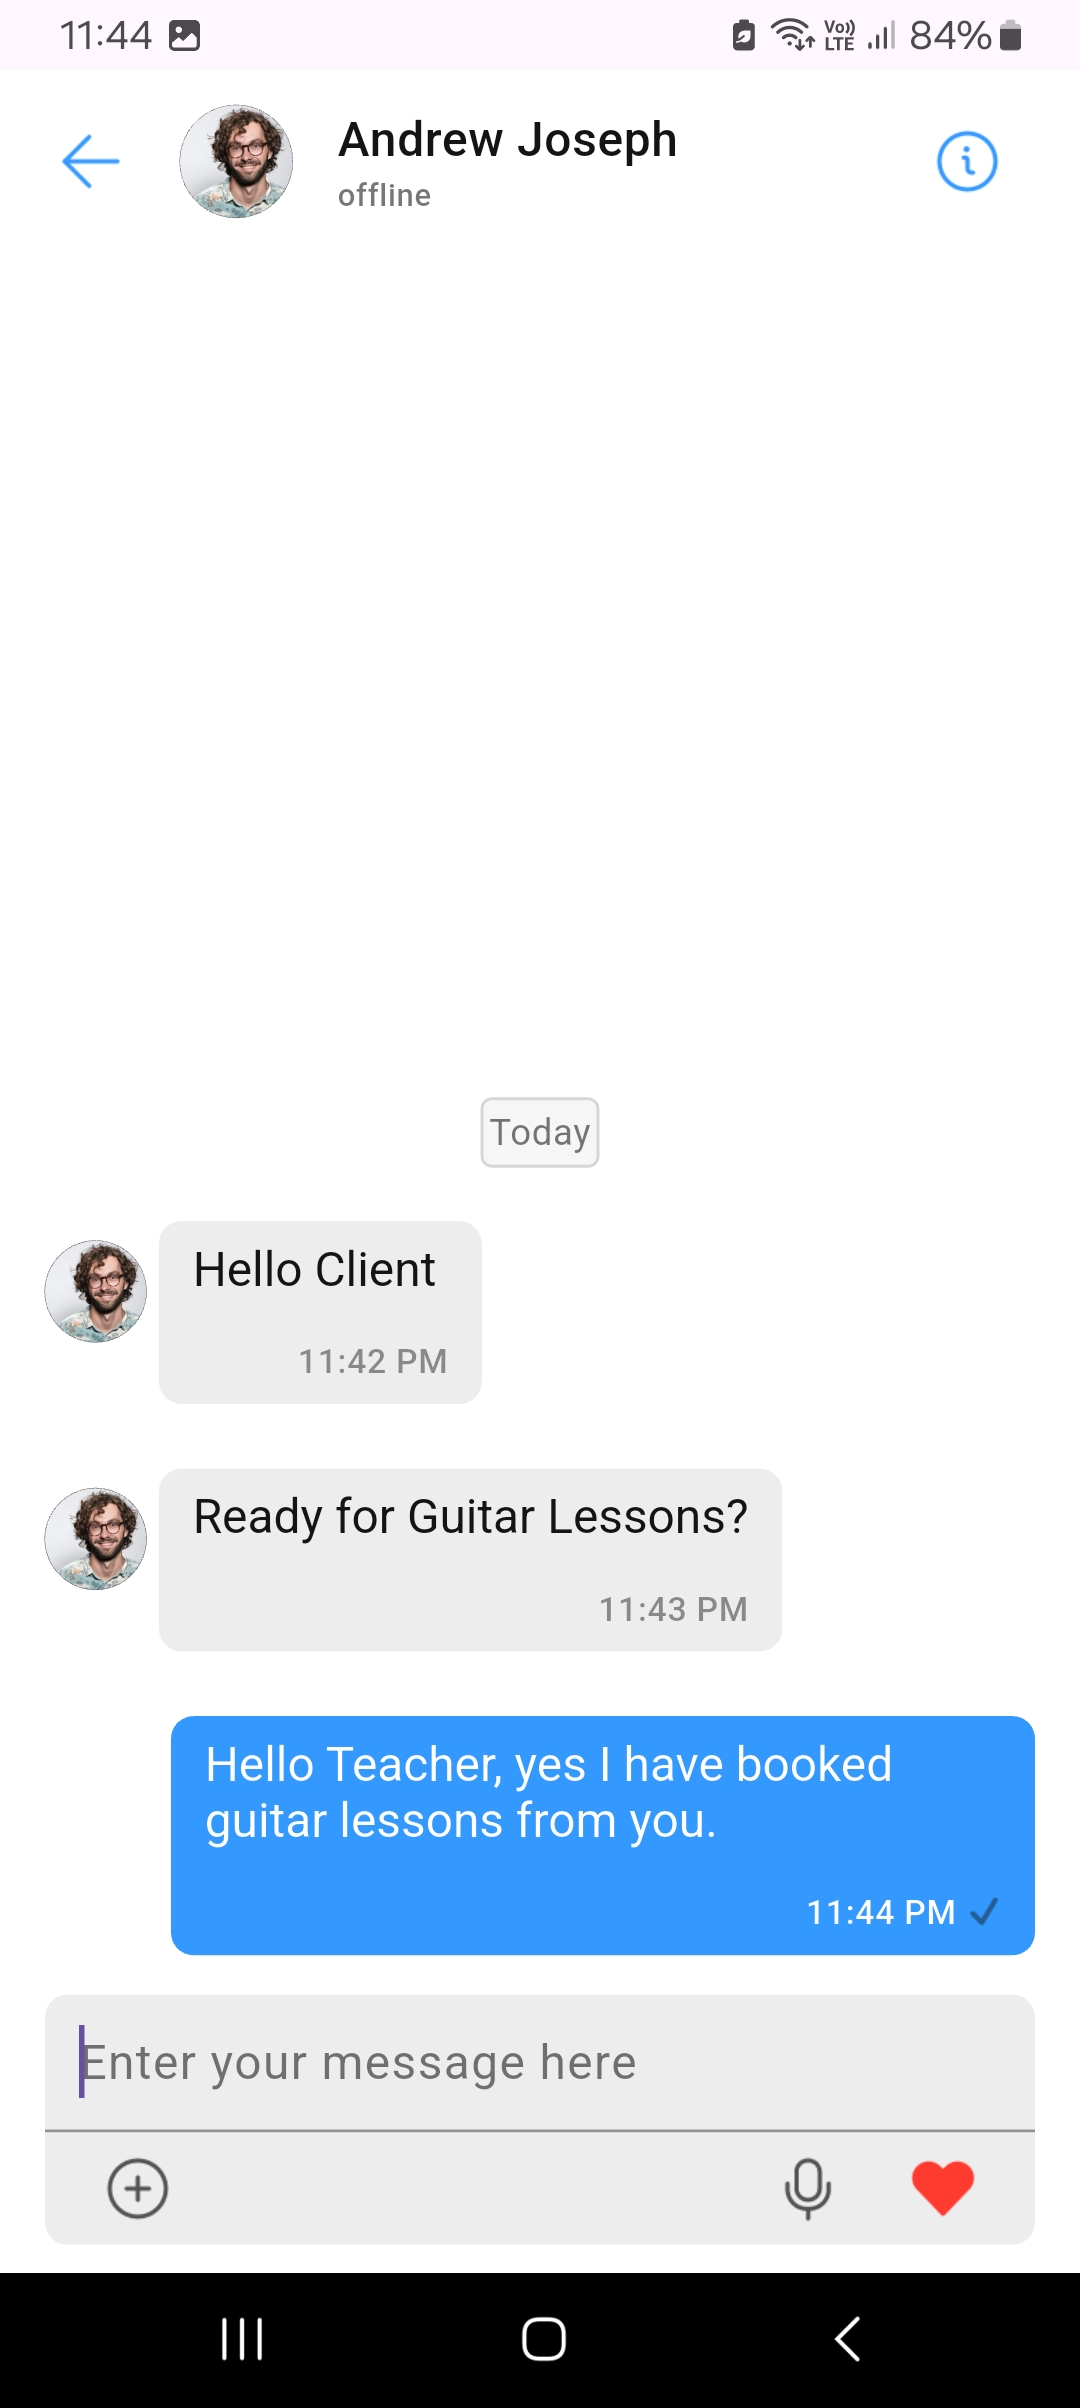 11:44
Vo)) LTE 84%
Andrew Joseph
offline
Today
Hello Client
11:42 PM
Ready for Guitar Lessons?
11:43 PM
Hello Teacher, yes I have booked
guitar lessons from you.
11:44 PM
Enter your message here